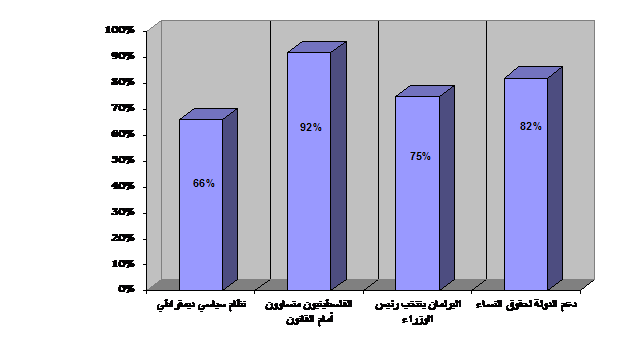 100%
90%
80%
70%
60%
50%
40%
30%
20%
10%
0%
66%
92%
75%
82%
نظام سياسي ديمقراطي
الفلسطينيون متساوون
أمام القانون
البرلمان ينتخب رئيس
الوزراء
دعم الدولة لحقوق النساء